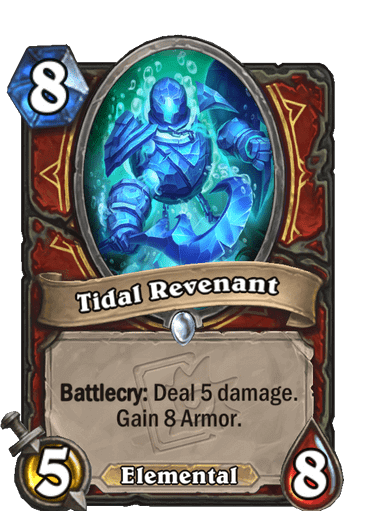 8
Tidal Revenant
Battlecry: Deal 5 damage.
Gain 8 Armor.
5
Elemental
8